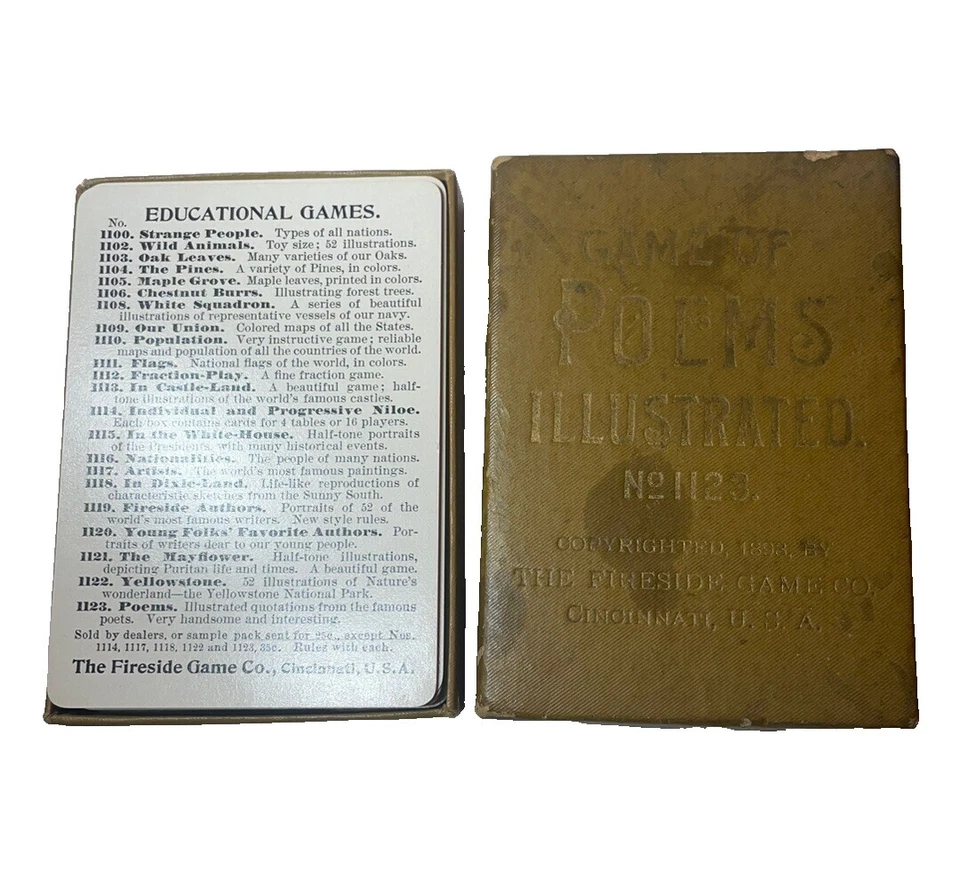 EDUCATIONAL GAMES.
No.
1100. Strange People. Types of all nations.
1102. Wild Animals. Toy size; 52 illustrations.
1103. Oak Leaves. Many varieties of our Oaks.
1104. The Pines. A variety of Pines, in colors.
1105. Maple Grove. Maple leaves, printed in colors.
1106. Chestnut Burrs. Illustrating forest trees.
1108. White Squadron. A series of beautiful
illustrations of representative vessels of our navy.
1109. Our Union. Colored maps of all the States.
1110. Population. Very instructive game; reliable
maps and population of all the countries of the world.
1111. Flags. National flags of the world, in colors.
1112. Fraction-Play. A fine fraction game.
1113. In Castle-Land. A beautiful game; half-
tone illustrations of the world's famous castles.
1114. Individual and Progressive Niloe.
Each box contains cards for 4 tables or 16 players.
1115. In the White-House. Half-tone portraits
of the Presidents, with many historical events.
1116. Nationalities. The people of many nations.
1117. Artists. The world's most famous paintings.
1118. In Dixie-Land. Life-like reproductions of
characteristic sketches from the Sunny South.
1119. Fireside Authors. Portraits of 52 of the
world's most famous writers. New style rules.
1120. Young Folks' Favorite Authors. Por-
traits of writers dear to our young people.
1121. The Mayflower. Half-tone illustrations,
depicting Puritan life and times. A beautiful game.
1122. Yellowstone. 52 illustrations of Nature's
wonderland—the Yellowstone National Park.
1123. Poems. Illustrated quotations from the famous
poets. Very handsome and interesting.
Sold by dealers, or sample pack sent for 25c., except Nos.
1114, 1117, 1118, 1122 and 1123, 35c. Rules with each.
The Fireside Game Co., Cincinnati, U.S.A.
GAME OF
POEMS
ILLUSTRATED.
No 1123.
COPYRIGHTED, BY
THE FIRESIDE GAME CO,
CINCINNATI, U. S. A.